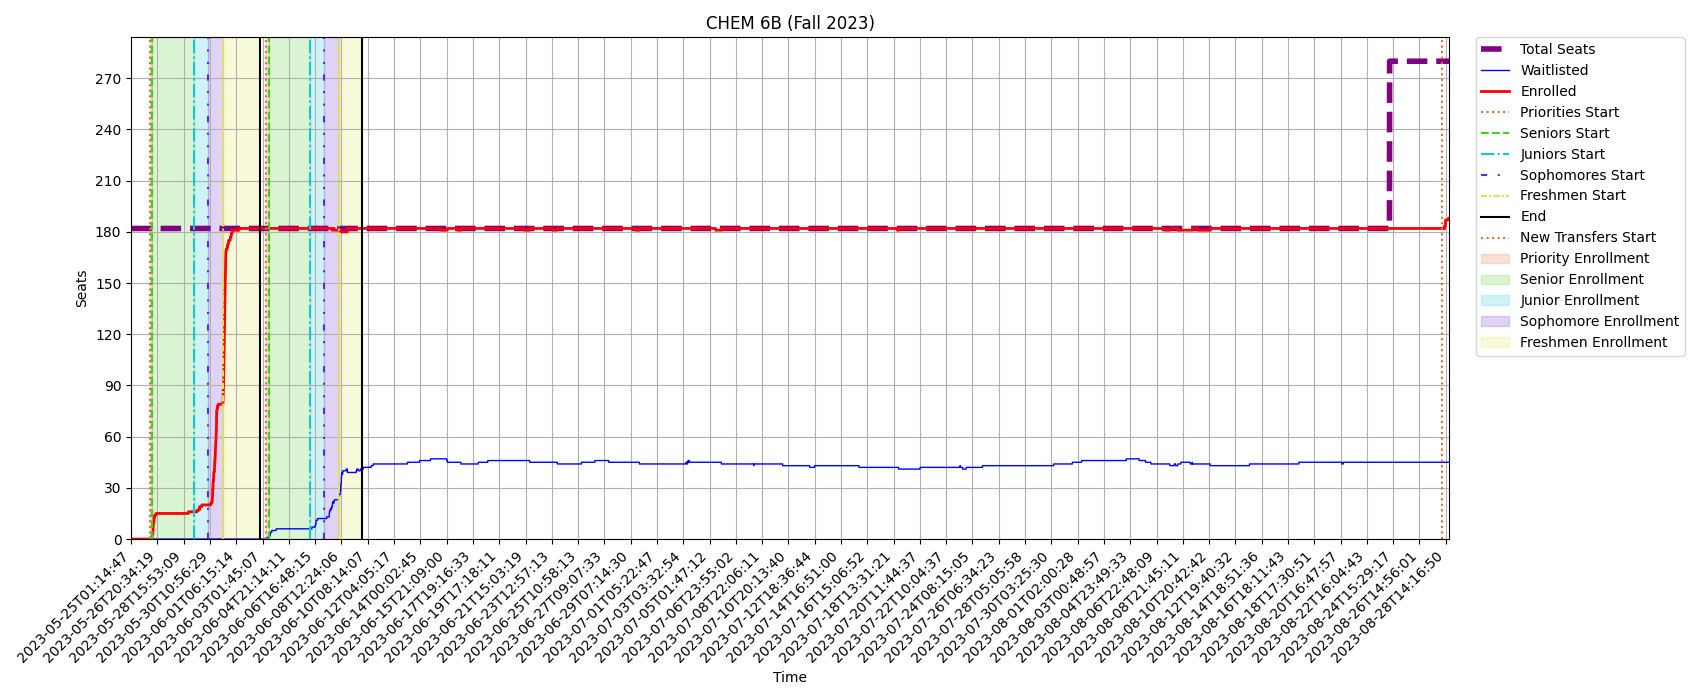 CHEM 6B (Fall 2023)
Seats
270
240
210
180
150
120
90
60
30
0
2023-05-25T01:14:47
2023-05-26T20:34:19
2023-05-28T15:53:09
2023-05-30T10:56:29
2023-06-01T06:15:14
2023-06-03T01:45:07
2023-06-04T21:14:11
2023-06-06T16:48:15
2023-06-08T12:24:06
2023-06-10T08:14:07
2023-06-12T04:05:17
2023-06-14T00:02:45
2023-06-15T21:09:00
2023-06-17T19:16:33
2023-06-19T17:18:11
2023-06-21T15:03:19
2023-06-23T12:57:13
2023-06-25T10:58:13
2023-06-27T09:07:33
2023-06-29T07:14:30
2023-07-01T05:22:47
2023-07-03T03:32:54
2023-07-05T01:47:12
2023-07-06T23:55:02
2023-07-08T22:06:11
2023-07-10T20:13:40
2023-07-12T18:36:44
2023-07-14T16:51:00
2023-07-16T15:06:52
2023-07-18T13:31:21
2023-07-20T11:44:37
2023-07-22T10:04:37
2023-07-24T08:15:05
2023-07-26T06:34:23
2023-07-28T05:05:58
2023-07-30T03:25:30
2023-08-01T02:00:28
2023-08-03T00:48:57
2023-08-04T23:49:33
2023-08-06T22:48:09
2023-08-08T21:45:11
2023-08-10T20:42:42
2023-08-12T19:40:32
2023-08-14T18:51:36
2023-08-16T18:11:43
2023-08-18T17:30:51
2023-08-20T16:47:57
2023-08-22T16:04:43
2023-08-24T15:29:17
2023-08-26T14:56:01
2023-08-28T14:16:50
Time
Total Seats
Waitlisted
Enrolled
Priorities Start
Seniors Start
Juniors Start
Sophomores Start
Freshmen Start
End
New Transfers Start
Priority Enrollment
Senior Enrollment
Junior Enrollment
Sophomore Enrollment
Freshmen Enrollment